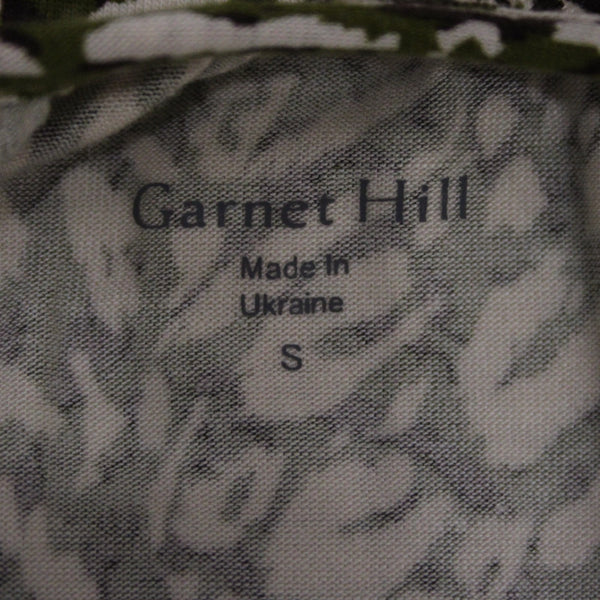 Garnet Hill
Made In
Ukraine
S